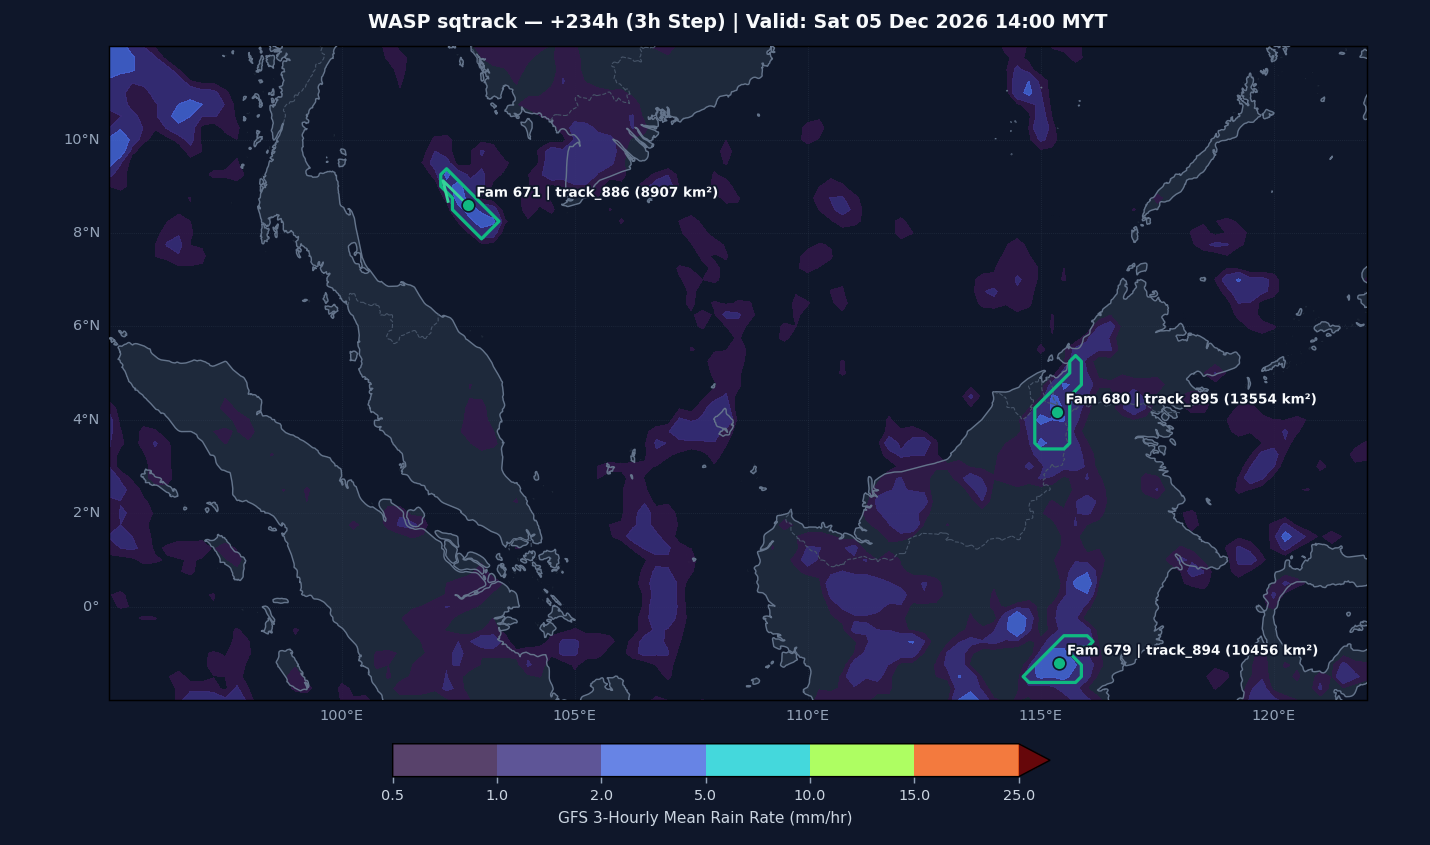 WASP sqtrack — +234h (3h Step) | Valid: Sat 05 Dec 2026 14:00 MYT
10°N
Fam 671 | track_886 (8907 km²)
8°N
6°N
Fam 680 | track_895 (13554 km²)
4°N
2°N
0°
Fam 679 | track_894 (10456 km²)
100°E 105°E 110°E 115°E 120°E
0.5 1.0 2.0 5.0 10.0 15.0 25.0
GFS 3-Hourly Mean Rain Rate (mm/hr)